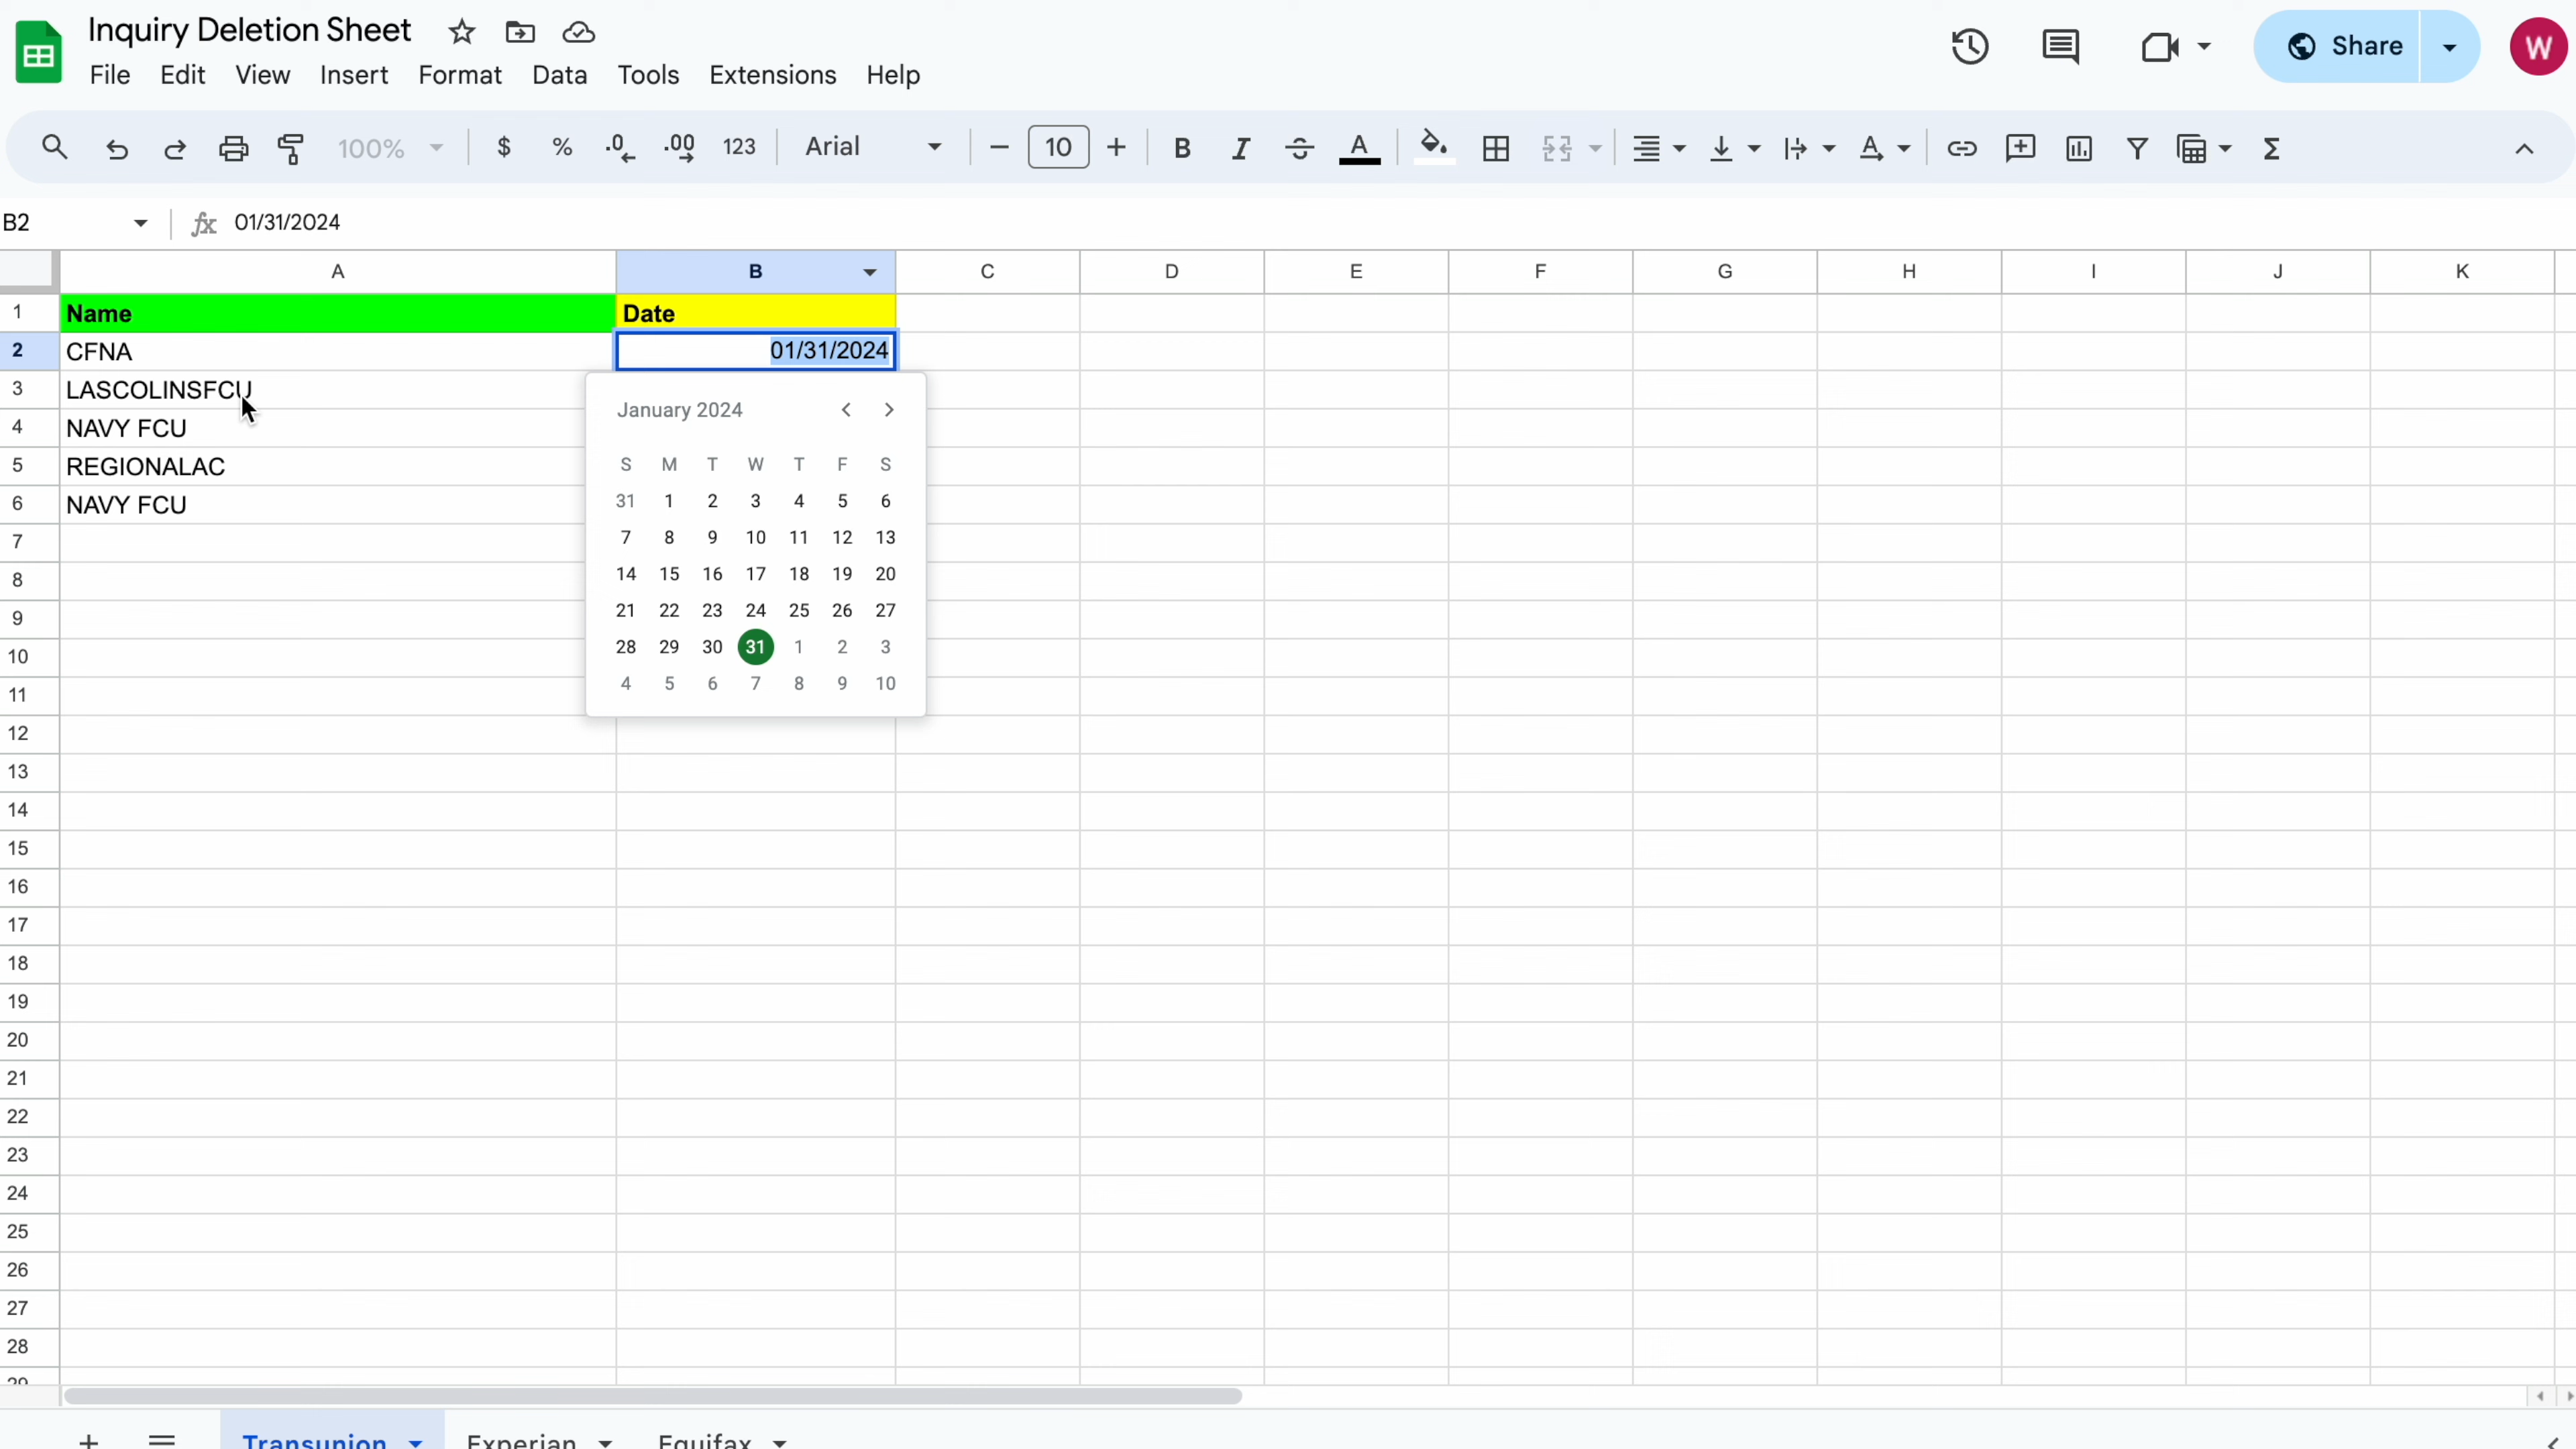 Inquiry Deletion Sheet
File Edit View Insert Format Data Tools Extensions Help
Share
W
100% $ % .0 .00 123 Arial 10 B I S A
B2 fx 01/31/2024
A B C D E F G H I J K
1 Name Date
2 CFNA 01/31/2024
3 LASCOLINSFCU
4 NAVY FCU
5 REGIONALAC
6 NAVY FCU
January 2024
S M T W T F S
31 1 2 3 4 5 6
7 8 9 10 11 12 13
14 15 16 17 18 19 20
21 22 23 24 25 26 27
28 29 30 31 1 2 3
4 5 6 7 8 9 10
7
8
9
10
11
12
13
14
15
16
17
18
19
20
21
22
23
24
25
26
27
28
29
Transunion Experian Equifax